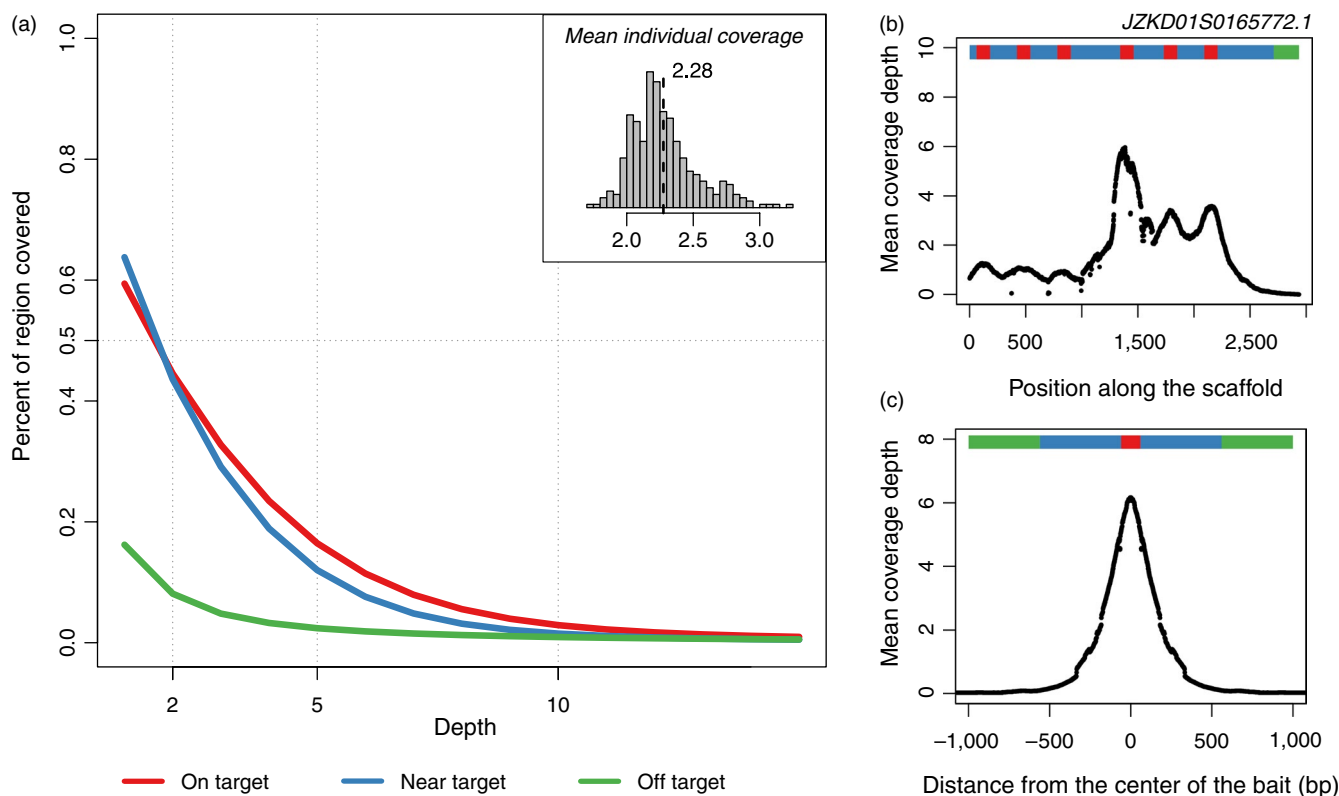 (a)
Percent of region covered
1.0
0.8
0.6
0.5
0.4
0.2
0.0
2
5
10
Depth
Mean individual coverage
2.28
2.0
2.5
3.0
On target
Near target
Off target
(b)
JZKD01S0165772.1
Mean coverage depth
10
8
6
4
2
0
0
500
1,500
2,500
Position along the scaffold
(c)
Mean coverage depth
8
6
4
2
0
−1,000
−500
0
500
1,000
Distance from the center of the bait (bp)